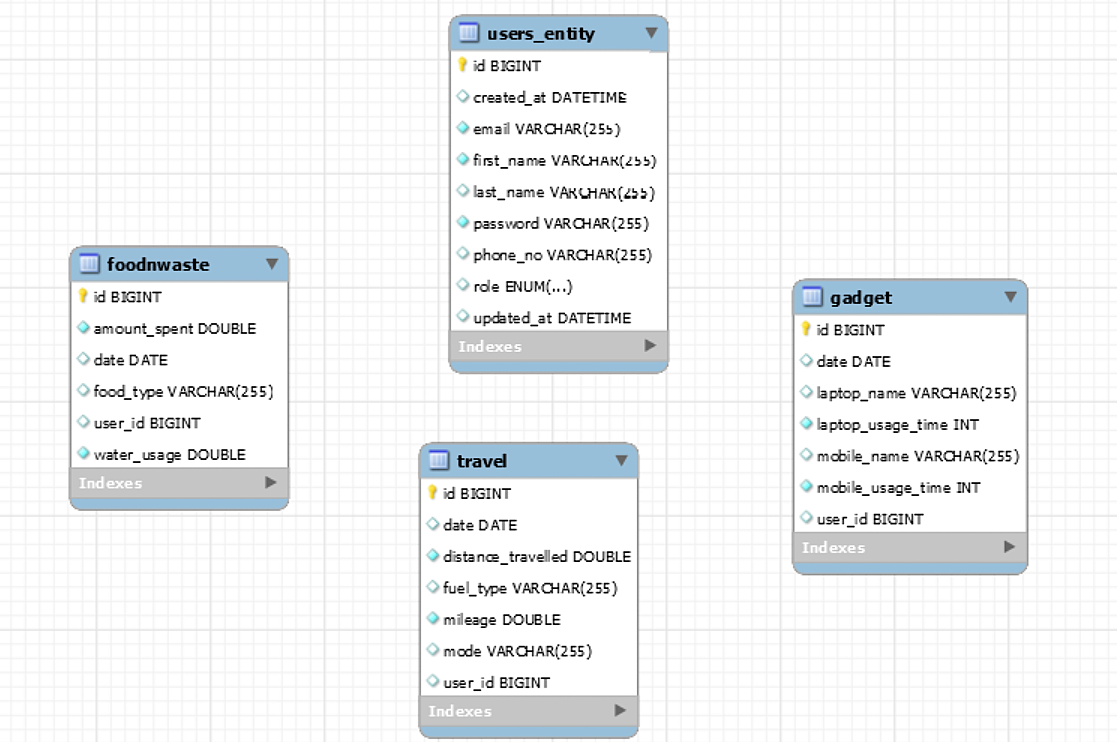 users_entity
id BIGINT
created_at DATETIME
email VARCHAR(255)
first_name VARCHAR(255)
last_name VARCHAR(255)
password VARCHAR(255)
phone_no VARCHAR(255)
role ENUM(...)
updated_at DATETIME
Indexes
foodnwaste
id BIGINT
amount_spent DOUBLE
date DATE
food_type VARCHAR(255)
user_id BIGINT
water_usage DOUBLE
Indexes
gadget
id BIGINT
date DATE
laptop_name VARCHAR(255)
laptop_usage_time INT
mobile_name VARCHAR(255)
mobile_usage_time INT
user_id BIGINT
Indexes
travel
id BIGINT
date DATE
distance_travelled DOUBLE
fuel_type VARCHAR(255)
mileage DOUBLE
mode VARCHAR(255)
user_id BIGINT
Indexes